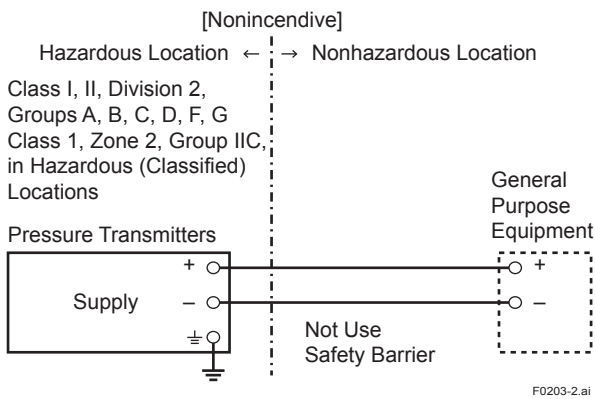 [Nonincendive]
Hazardous Location ← → Nonhazardous Location
Class I, II, Division 2,
Groups A, B, C, D, F, G
Class 1, Zone 2, Group IIC,
in Hazardous (Classified)
Locations
General
Purpose
Equipment
Pressure Transmitters
+ +
Supply – –
Not Use
Safety Barrier
F0203-2.ai